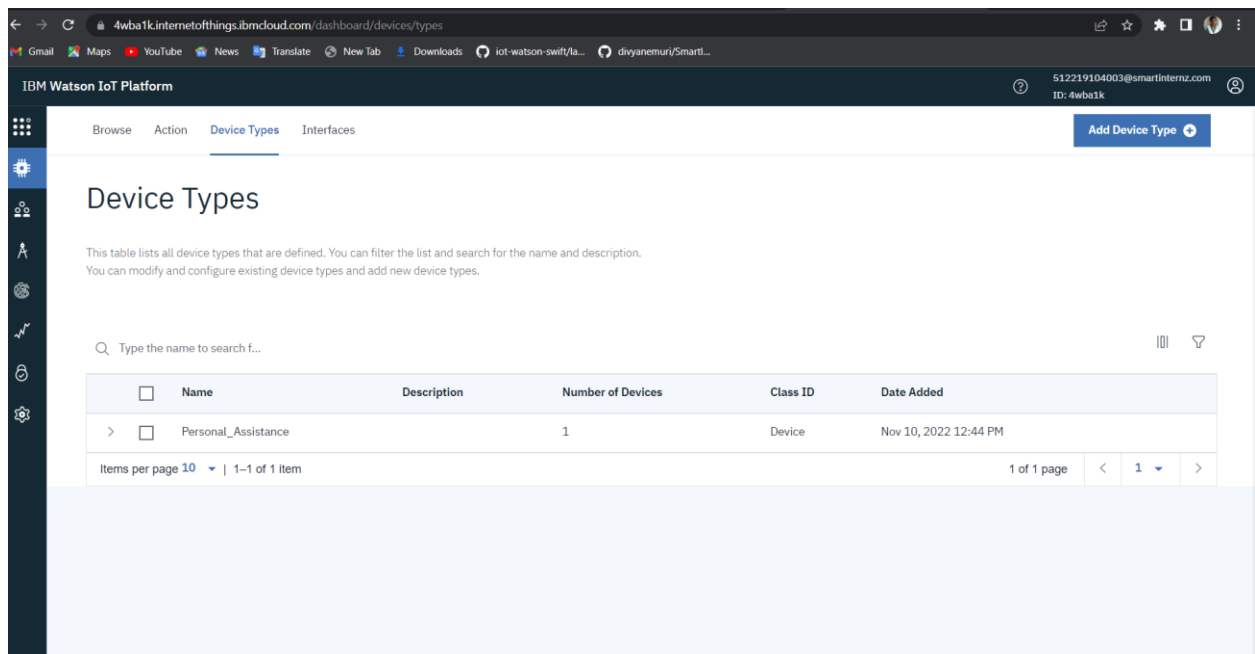 4wba1k.internetofthings.ibmcloud.com/dashboard/devices/types
Gmail Maps YouTube News Translate New Tab Downloads iot-watson-swift/la... divyanemuri/Smartl...
IBM Watson IoT Platform
512219104003@smartinternz.com
ID: 4wba1k
Browse Action Device Types Interfaces Add Device Type
Device Types
This table lists all device types that are defined. You can filter the list and search for the name and description.
You can modify and configure existing device types and add new device types.
Type the name to search f...
Name Description Number of Devices Class ID Date Added
Personal_Assistance 1 Device Nov 10, 2022 12:44 PM
Items per page 10 | 1–1 of 1 item 1 of 1 page < 1 >